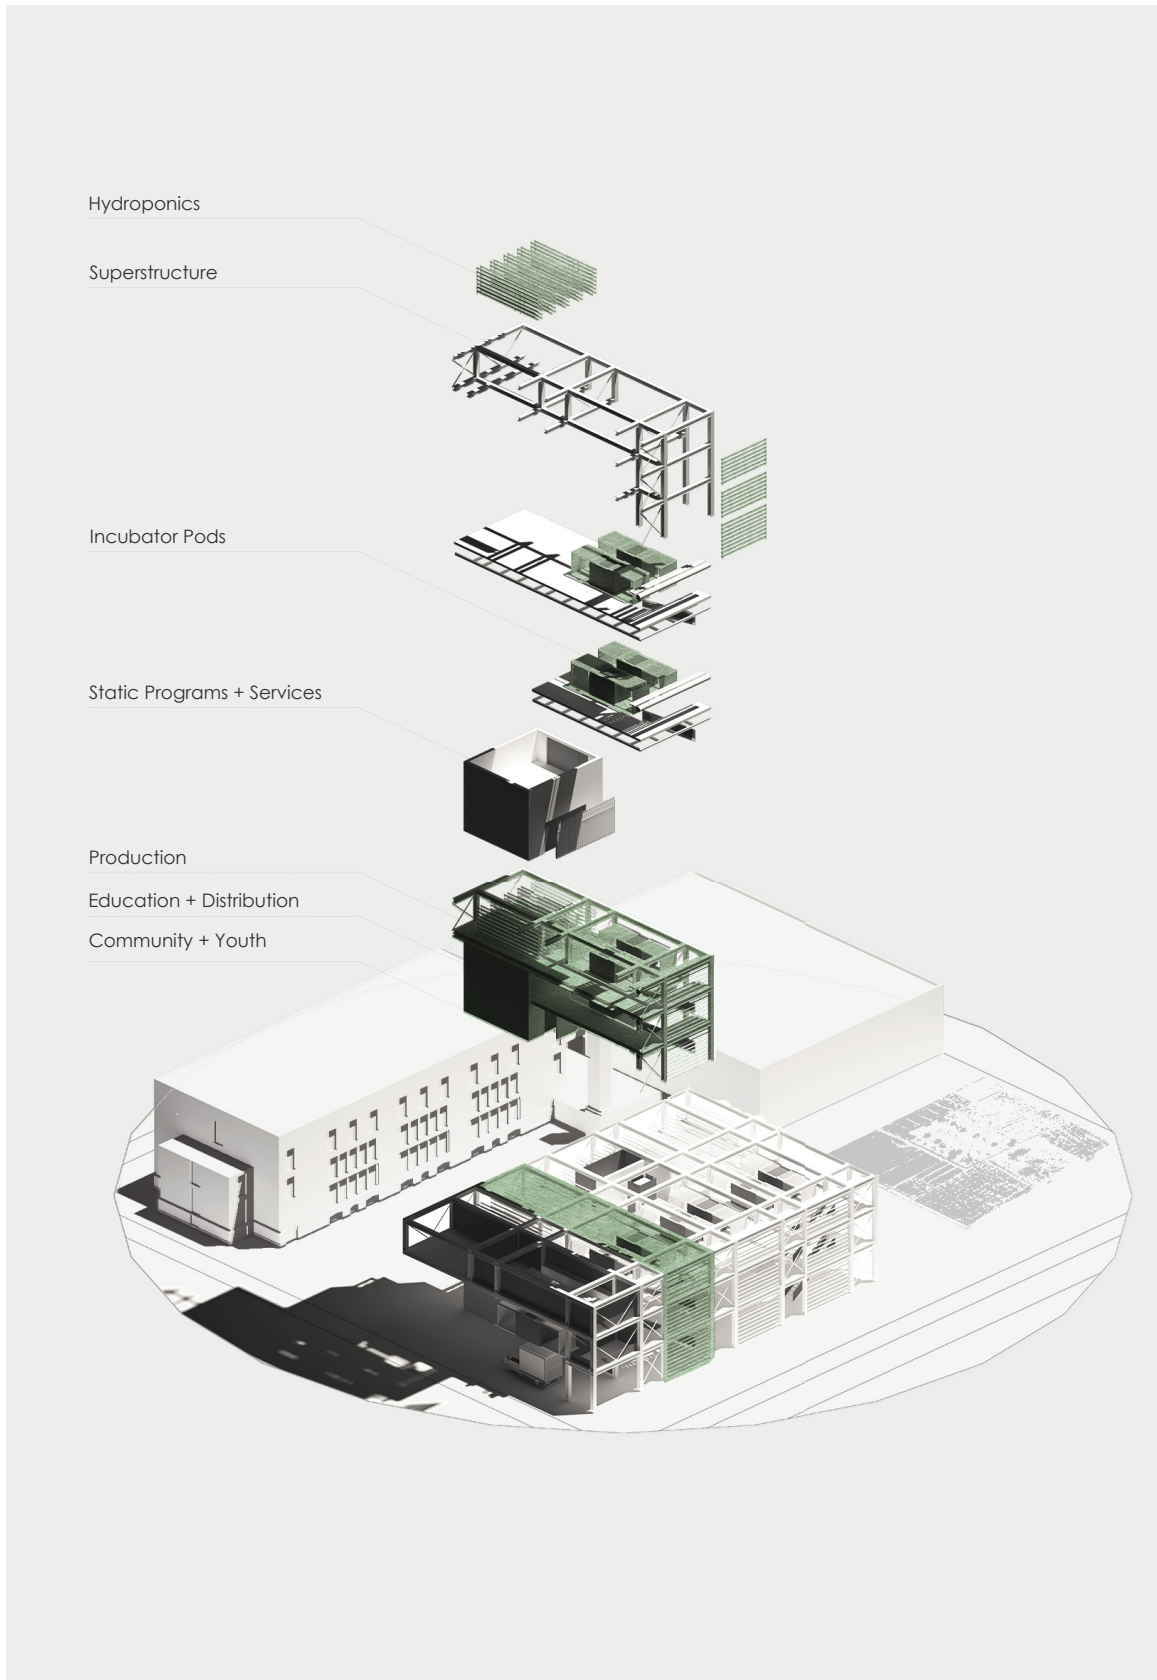 Hydroponics
Superstructure
Incubator Pods
Static Programs + Services
Production
Education + Distribution
Community + Youth